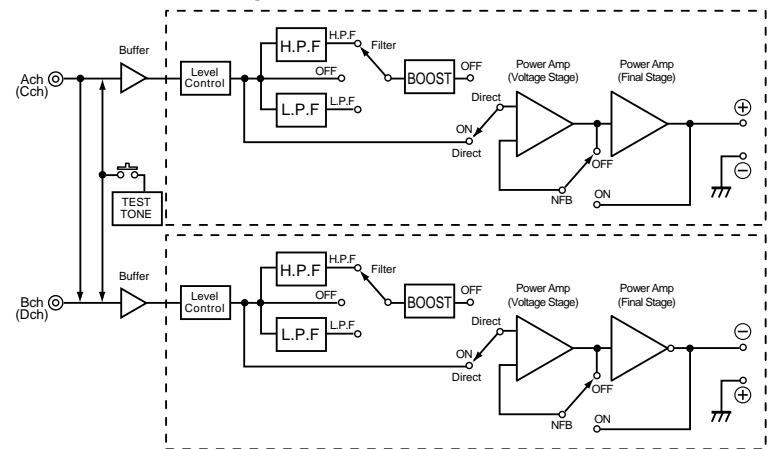 Ach
(Cch)
Buffer
Level
Control
H.P.F
H.P.F
Filter
OFF
L.P.F
L.P.F
BOOST
OFF
Direct
ON
Direct
Power Amp
(Voltage Stage)
Power Amp
(Final Stage)
OFF
NFB
ON
+
−
TEST
TONE
Bch
(Dch)
Buffer
Level
Control
H.P.F
H.P.F
Filter
OFF
L.P.F
L.P.F
BOOST
OFF
Direct
ON
Direct
Power Amp
(Voltage Stage)
Power Amp
(Final Stage)
OFF
NFB
ON
−
+